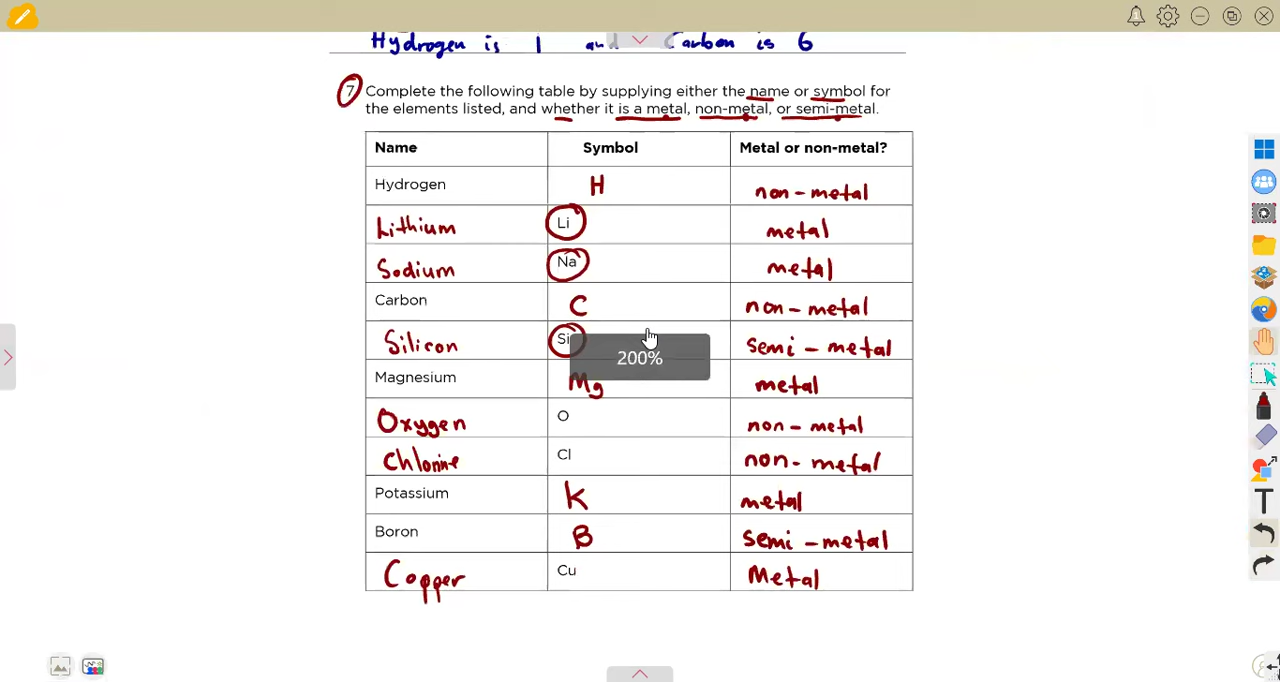 Hydrogen is 1 and Carbon is 6
7 Complete the following table by supplying either the name or symbol for
the elements listed, and whether it is a metal, non-metal, or semi-metal.
Name Symbol Metal or non-metal?
Hydrogen H non-metal
Lithium Li metal
Sodium Na metal
Carbon C non-metal
Silicon Si semi-metal
200%
Magnesium Mg metal
Oxygen O non-metal
Chlorine Cl non-metal
Potassium K metal
Boron B semi-metal
Copper Cu Metal